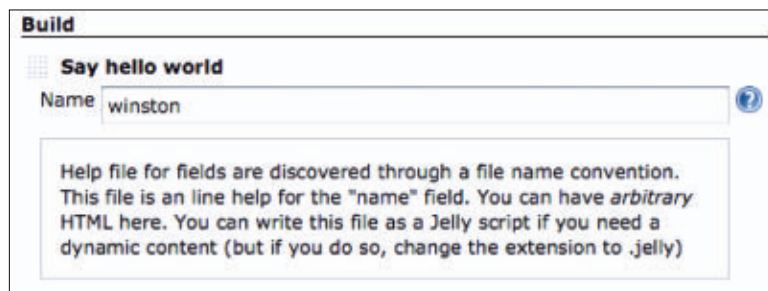 Build
Say hello world
Name winston
Help file for fields are discovered through a file name convention.
This file is an line help for the "name" field. You can have arbitrary
HTML here. You can write this file as a Jelly script if you need a
dynamic content (but if you do so, change the extension to .jelly)